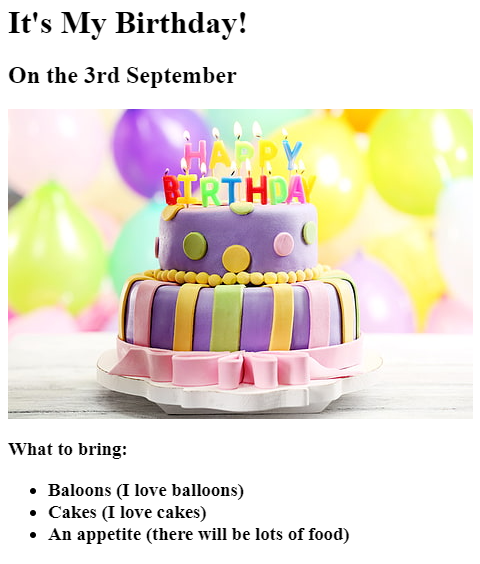 It's My Birthday!
On the 3rd September
HAPPY
BIRTHDAY
What to bring:
Baloons (I love balloons)
Cakes (I love cakes)
An appetite (there will be lots of food)